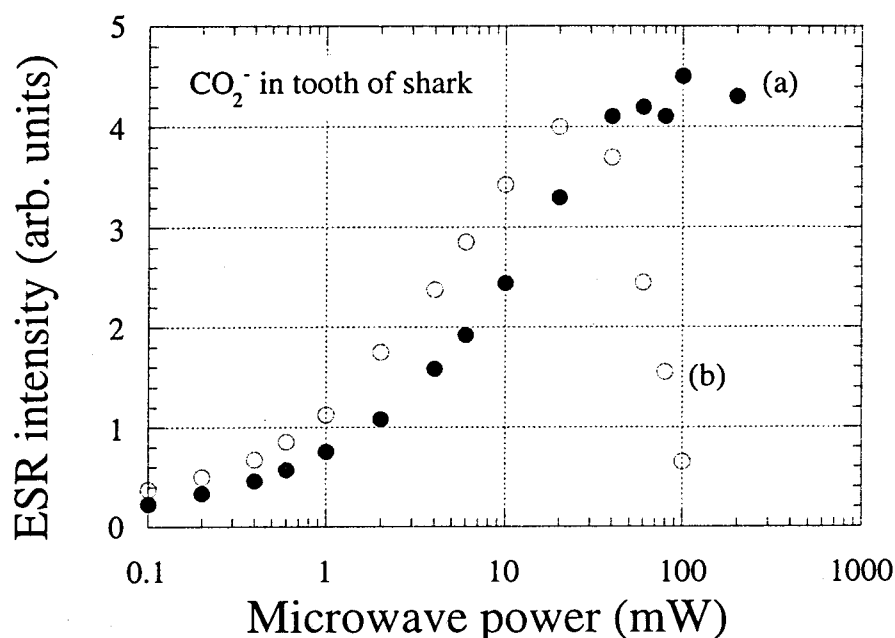 ESR intensity (arb. units)
5
4
3
2
1
0
CO₂⁻ in tooth of shark
(a)
(b)
0.1 1 10 100 1000
Microwave power (mW)